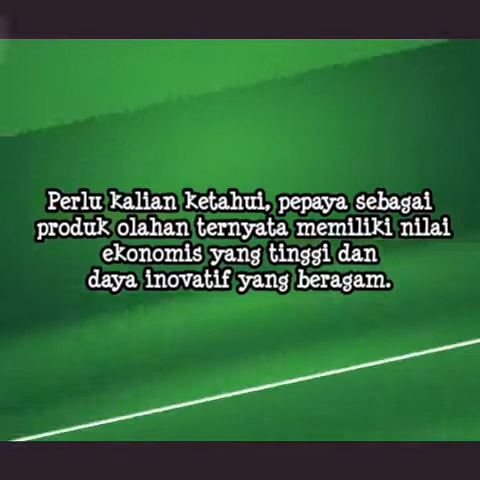 Perlu kalian ketahui, pepaya sebagai
produk olahan ternyata memiliki nilai
ekonomis yang tinggi dan
daya inovatif yang beragam.